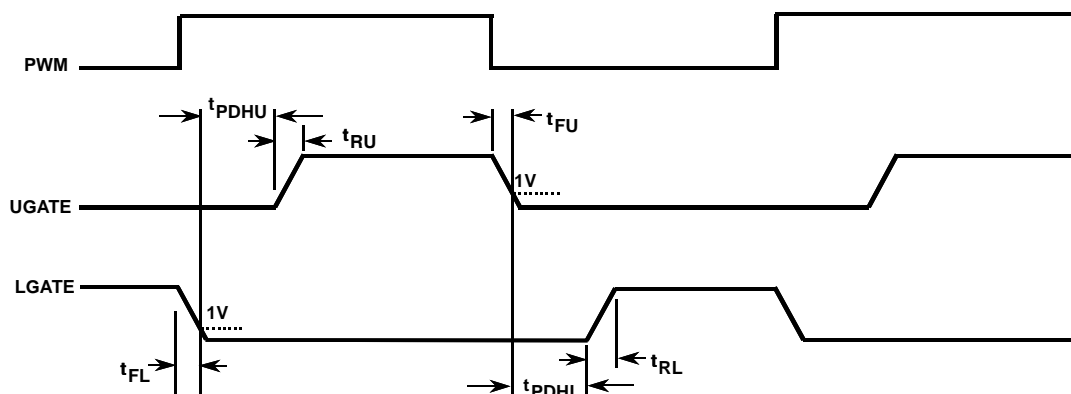 PWM
tPDHU
tRU
tFU
1V
UGATE
LGATE
1V
tFL
tRL
tPDHL